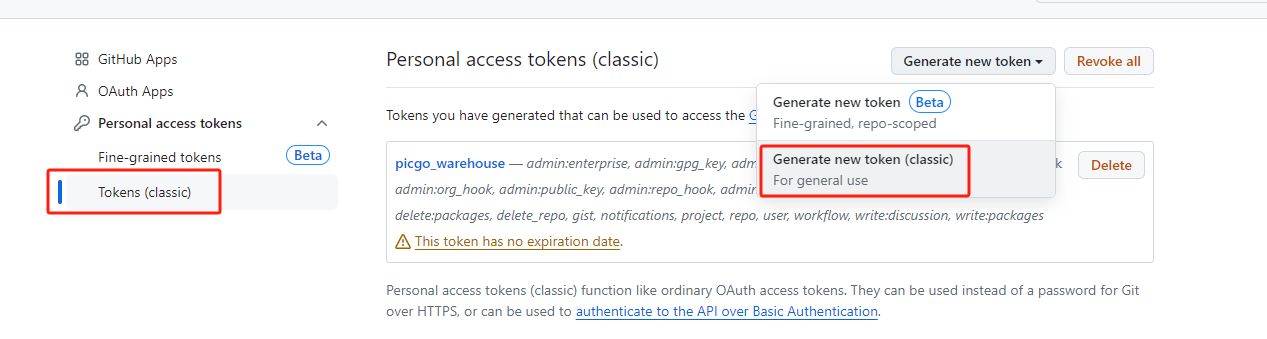 GitHub Apps
OAuth Apps
Personal access tokens
Fine-grained tokens Beta
Tokens (classic)
Personal access tokens (classic)
Generate new token
Revoke all
Generate new token Beta
Fine-grained, repo-scoped
Generate new token (classic)
For general use
Tokens you have generated that can be used to access the G
picgo_warehouse — admin:enterprise, admin:gpg_key, adm k
Delete
admin:org_hook, admin:public_key, admin:repo_hook, admin
delete:packages, delete_repo, gist, notifications, project, repo, user, workflow, write:discussion, write:packages
This token has no expiration date.
Personal access tokens (classic) function like ordinary OAuth access tokens. They can be used instead of a password for Git
over HTTPS, or can be used to authenticate to the API over Basic Authentication.